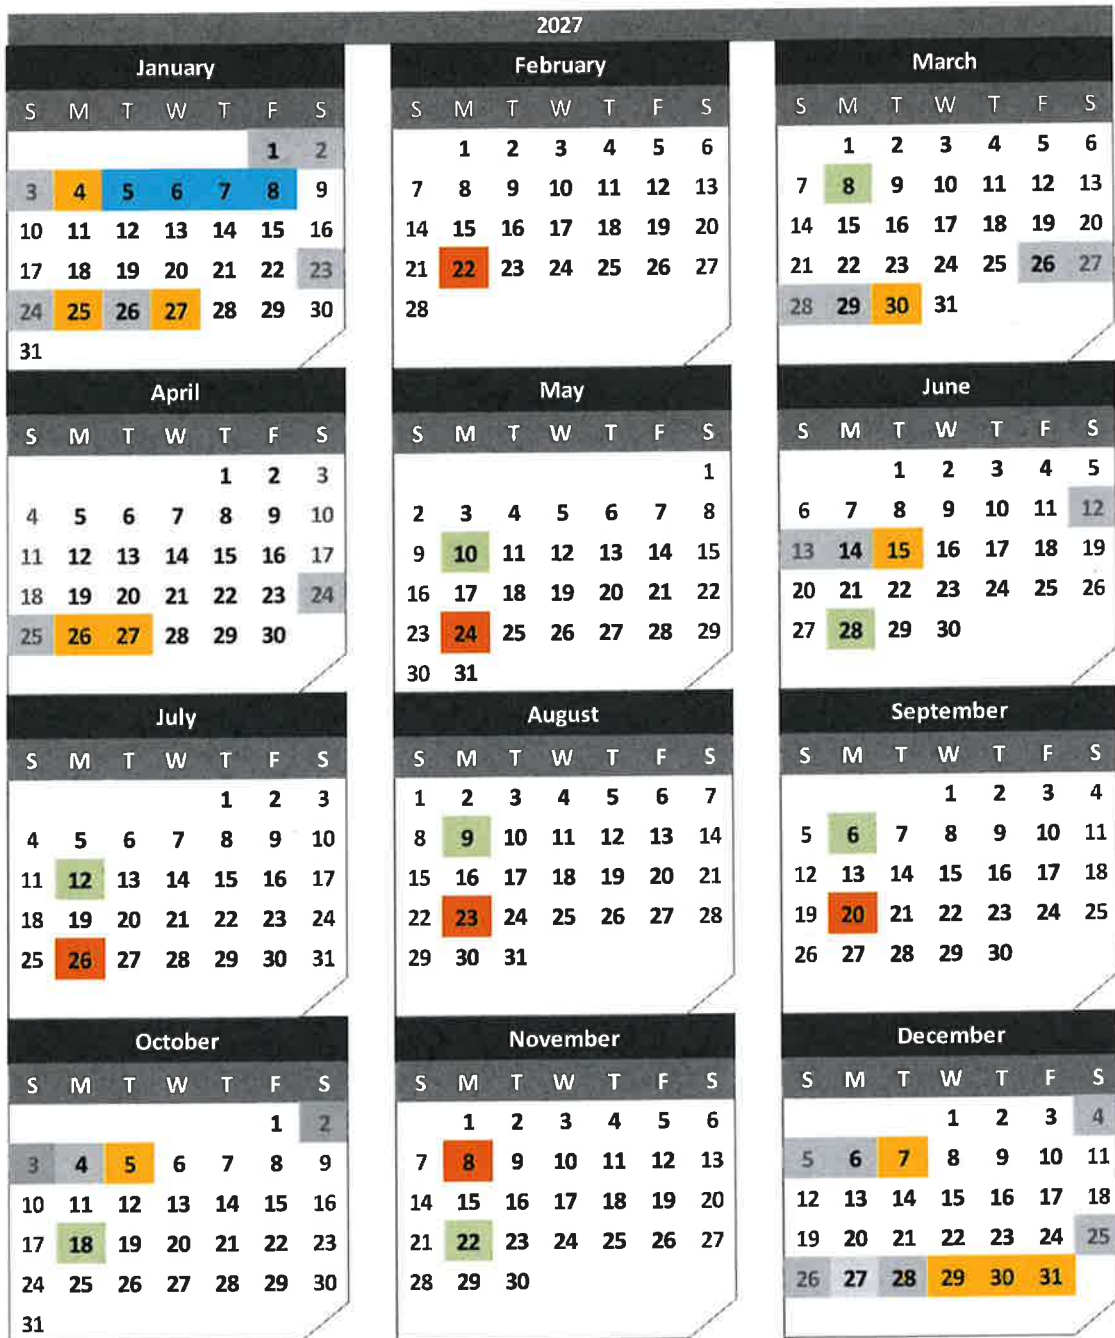 2027
January February March
S M T W T F S S M T W T F S S M T W T F S
1 2 1 2 3 4 5 6 1 2 3 4 5 6
3 4 5 6 7 8 9 7 8 9 10 11 12 13 7 8 9 10 11 12 13
10 11 12 13 14 15 16 14 15 16 17 18 19 20 14 15 16 17 18 19 20
17 18 19 20 21 22 23 21 22 23 24 25 26 27 21 22 23 24 25 26 27
24 25 26 27 28 29 30 28 28 29 30 31
31
April May June
S M T W T F S S M T W T F S S M T W T F S
1 2 3 1 1 2 3 4 5
4 5 6 7 8 9 10 2 3 4 5 6 7 8 6 7 8 9 10 11 12
11 12 13 14 15 16 17 9 10 11 12 13 14 15 13 14 15 16 17 18 19
18 19 20 21 22 23 24 16 17 18 19 20 21 22 20 21 22 23 24 25 26
25 26 27 28 29 30 23 24 25 26 27 28 29 27 28 29 30
30 31
July August September
S M T W T F S S M T W T F S S M T W T F S
1 2 3 1 2 3 4 5 6 7 1 2 3 4
4 5 6 7 8 9 10 8 9 10 11 12 13 14 5 6 7 8 9 10 11
11 12 13 14 15 16 17 15 16 17 18 19 20 21 12 13 14 15 16 17 18
18 19 20 21 22 23 24 22 23 24 25 26 27 28 19 20 21 22 23 24 25
25 26 27 28 29 30 31 29 30 31 26 27 28 29 30
October November December
S M T W T F S S M T W T F S S M T W T F S
1 2 1 2 3 4 5 6 1 2 3 4
3 4 5 6 7 8 9 7 8 9 10 11 12 13 5 6 7 8 9 10 11
10 11 12 13 14 15 16 14 15 16 17 18 19 20 12 13 14 15 16 17 18
17 18 19 20 21 22 23 21 22 23 24 25 26 27 19 20 21 22 23 24 25
24 25 26 27 28 29 30 28 29 30 26 27 28 29 30 31
31